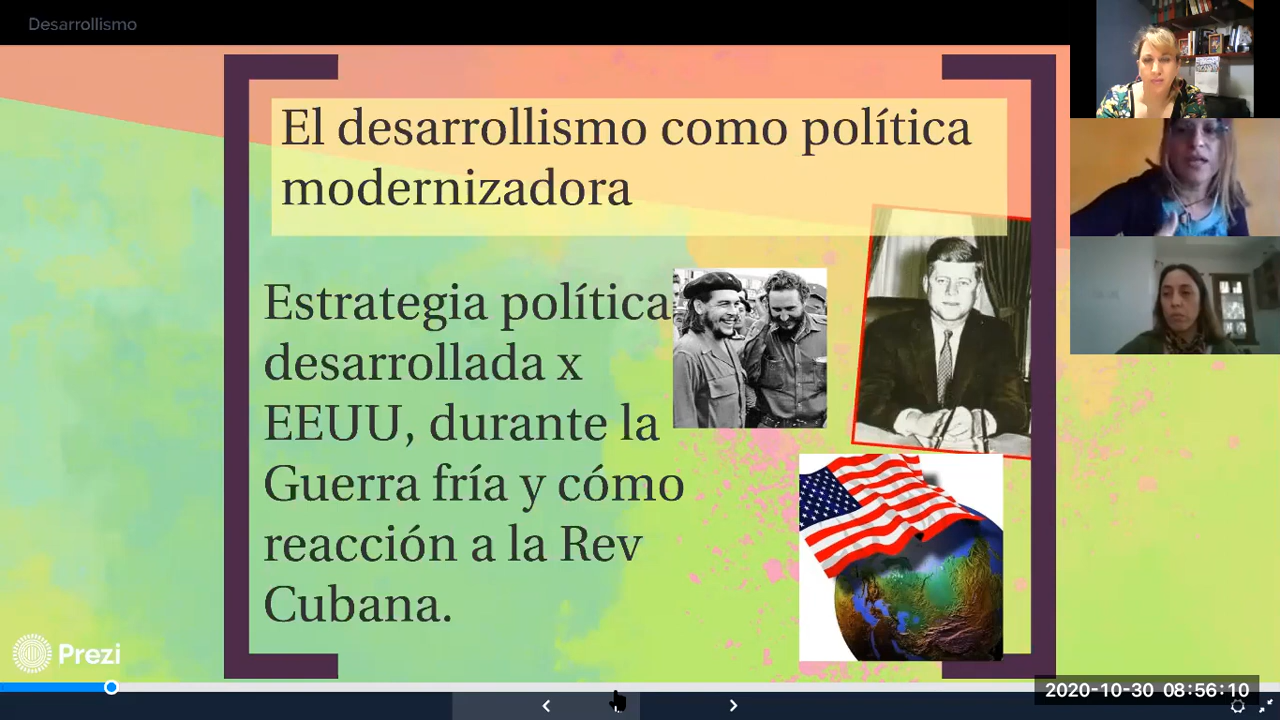 Desarrollismo
El desarrollismo como política
modernizadora
Estrategia política
desarrollada x
EEUU, durante la
Guerra fría y cómo
reacción a la Rev
Cubana.
Prezi
2020-10-30 08:56:10